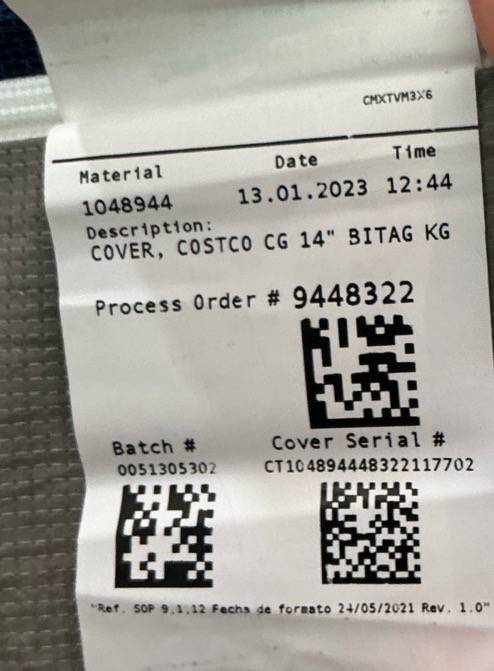 CMXTVM3X6
Material Date Time
1048944 13.01.2023 12:44
Description:
COVER, COSTCO CG 14" BITAG KG
Process Order # 9448322
Batch # Cover Serial #
0051305302 CT104894448322117702
"Ref. SOP 9.1.12 Fecha de formato 24/05/2021 Rev. 1.0"